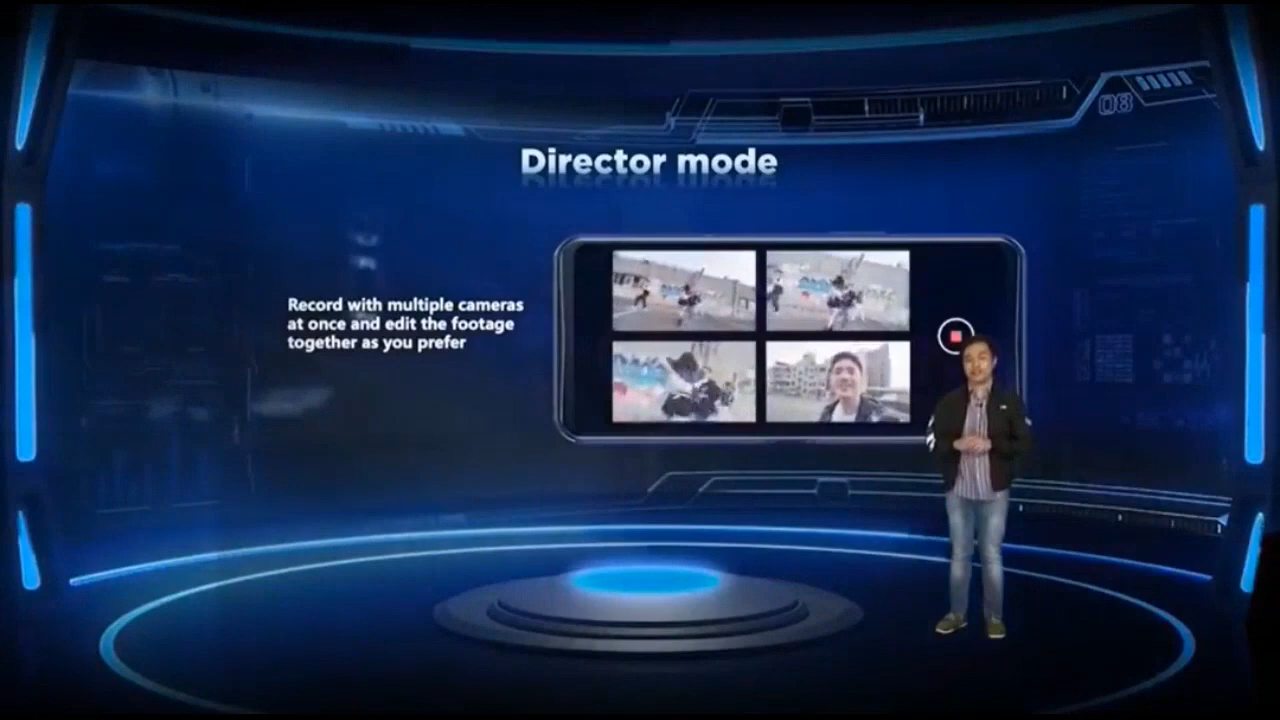 08
Director mode
Record with multiple cameras
at once and edit the footage
together as you prefer